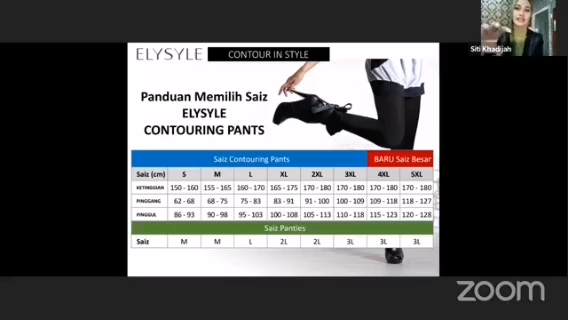 Siti Khadijah
ELYSYLE CONTOUR IN STYLE
Panduan Memilih Saiz
ELYSYLE
CONTOURING PANTS
Saiz Contouring Pants BARU Saiz Besar
Saiz (cm) S M L XL 2XL 3XL 4XL 5XL
KETINGGIAN 150 - 160 155 - 165 160 - 170 165 - 175 170 - 180 170 - 180 170 - 180 170 - 180
PINGGANG 62 - 68 68 - 75 75 - 83 83 - 91 91 - 100 100 - 109 109 - 118 118 - 127
PINGGUL 86 - 93 90 - 98 95 - 103 100 - 108 105 - 113 110 - 118 115 - 123 120 - 128
Saiz Panties
Saiz M M L 2L 2L 3L 3L 3L
zoom